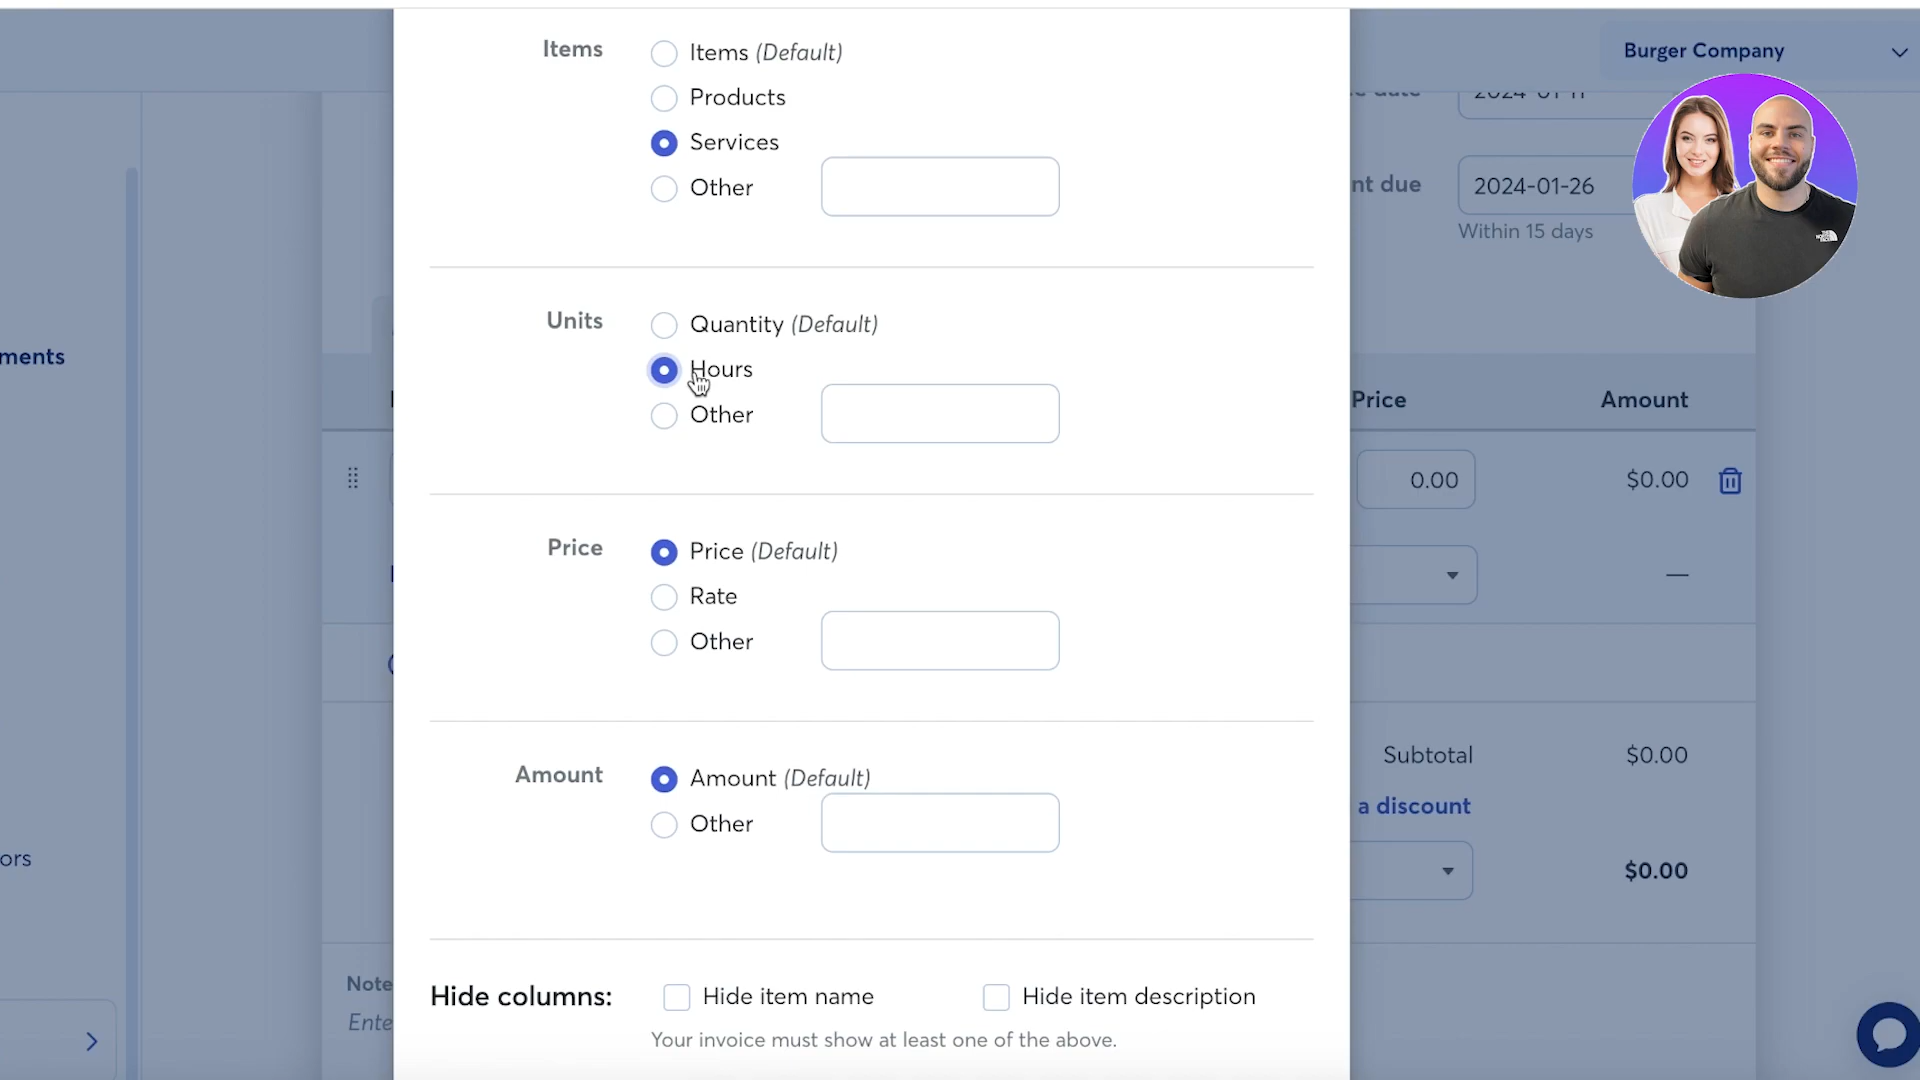 Items
Items (Default)
Products
Services
Other
Burger Company
nt due
2024-01-26
Within 15 days
Units
Quantity (Default)
Hours
Other
ments
Price
Amount
0.00
$0.00
Price
Price (Default)
Rate
Other
—
Subtotal
$0.00
a discount
$0.00
Amount
Amount (Default)
Other
ors
Hide columns:
Hide item name
Hide item description
Your invoice must show at least one of the above.
Note
Ente